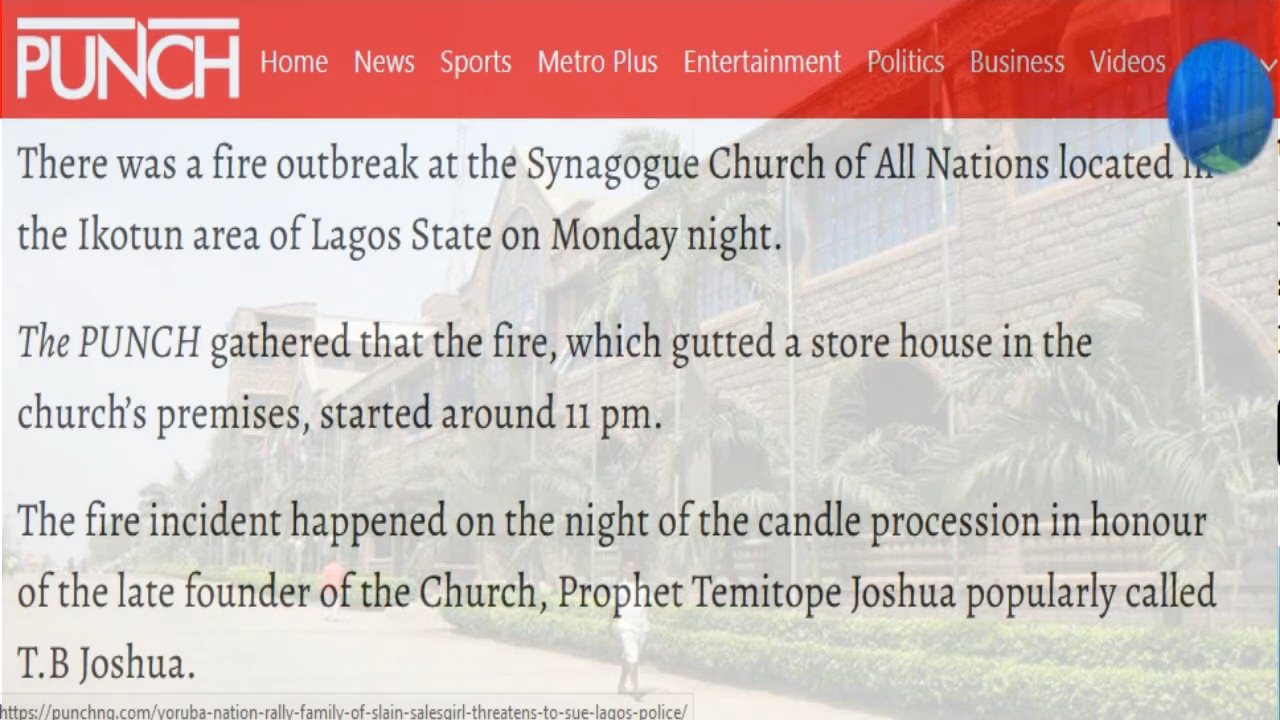 PUNCH Home News Sports Metro Plus Entertainment Politics Business Videos
There was a fire outbreak at the Synagogue Church of All Nations located in
the Ikotun area of Lagos State on Monday night.
The PUNCH gathered that the fire, which gutted a store house in the
church's premises, started around 11 pm.
The fire incident happened on the night of the candle procession in honour
of the late founder of the Church, Prophet Temitope Joshua popularly called
T.B Joshua.
https://punchng.com/yoruba-nation-rally-family-of-slain-salesgirl-threatens-to-sue-lagos-police/